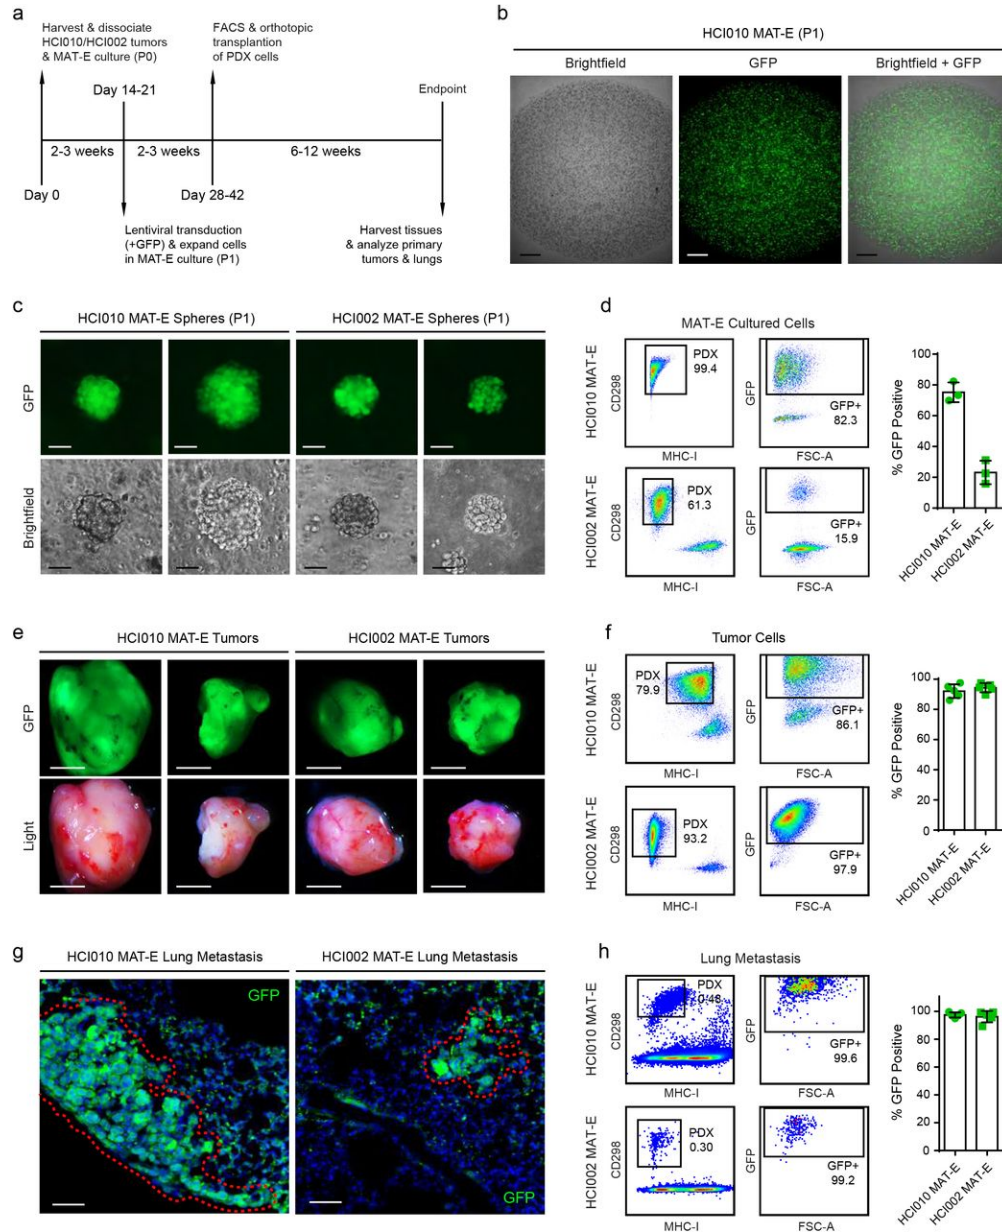 a
Harvest & dissociate
HCI010/HCI002 tumors
& MAT-E culture (P0)
FACS & orthotopic
transplantion
of PDX cells
Day 14-21
Endpoint
2-3 weeks
2-3 weeks
6-12 weeks
Day 0
Day 28-42
Lentiviral transduction
(+GFP) & expand cells
in MAT-E culture (P1)
Harvest tissues
& analyze primary
tumors & lungs
b
HCI010 MAT-E (P1)
Brightfield
GFP
Brightfield + GFP
c
HCI010 MAT-E Spheres (P1)
HCI002 MAT-E Spheres (P1)
GFP
Brightfield
d
MAT-E Cultured Cells
HCI010 MAT-E
CD298
PDX
99.4
MHC-I
GFP
GFP+
82.3
FSC-A
HCI002 MAT-E
CD298
PDX
61.3
MHC-I
GFP
GFP+
15.9
FSC-A
% GFP Positive
100
80
60
40
20
0
HCI010 MAT-E
HCI002 MAT-E
e
HCI010 MAT-E Tumors
HCI002 MAT-E Tumors
GFP
Light
f
Tumor Cells
HCI010 MAT-E
CD298
PDX
79.9
MHC-I
GFP
GFP+
86.1
FSC-A
HCI002 MAT-E
CD298
PDX
93.2
MHC-I
GFP
GFP+
97.9
FSC-A
% GFP Positive
100
80
60
40
20
0
HCI010 MAT-E
HCI002 MAT-E
g
HCI010 MAT-E Lung Metastasis
HCI002 MAT-E Lung Metastasis
GFP
GFP
h
Lung Metastasis
HCI010 MAT-E
CD298
PDX
0.48
MHC-I
GFP
GFP+
99.6
FSC-A
HCI002 MAT-E
CD298
PDX
0.30
MHC-I
GFP
GFP+
99.2
FSC-A
% GFP Positive
100
80
60
40
20
0
HCI010 MAT-E
HCI002 MAT-E